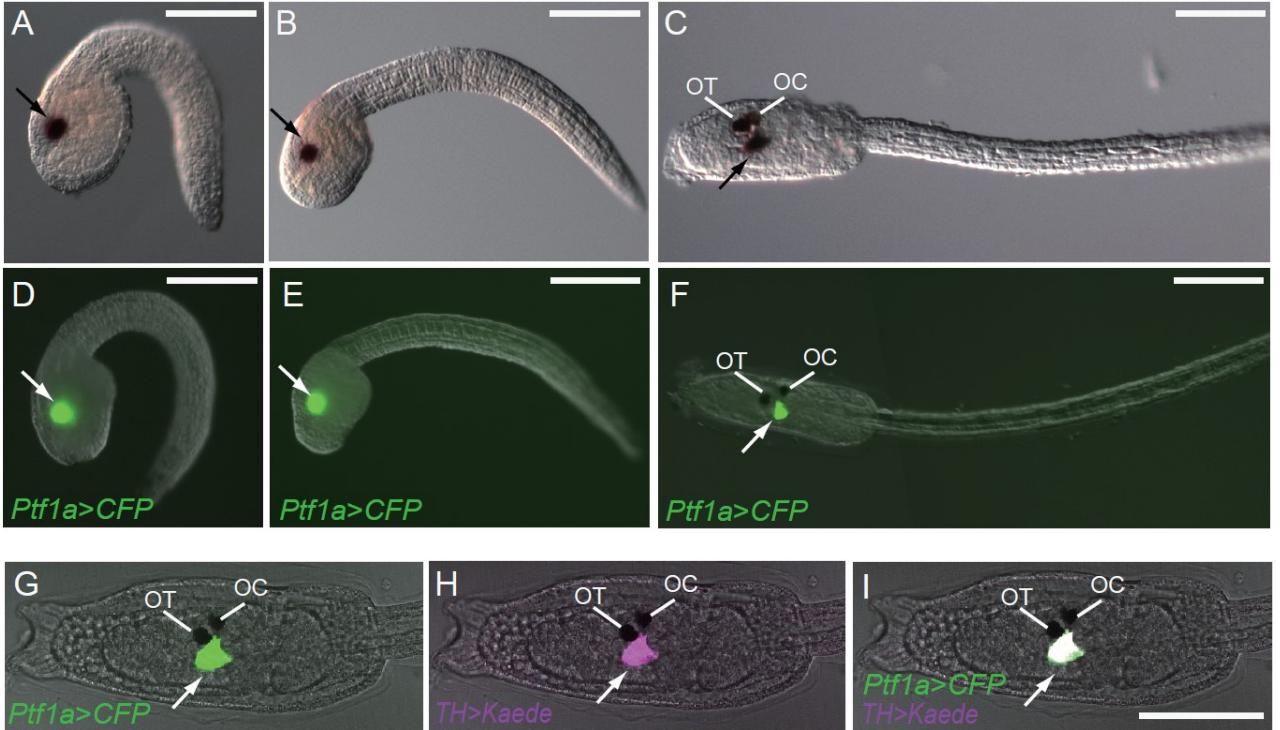 A
B
C
OT
OC
D
Ptf1a>CFP
E
Ptf1a>CFP
F
OT
OC
Ptf1a>CFP
G
OT
OC
Ptf1a>CFP
H
OT
OC
TH>Kaede
I
OT
OC
Ptf1a>CFP
TH>Kaede